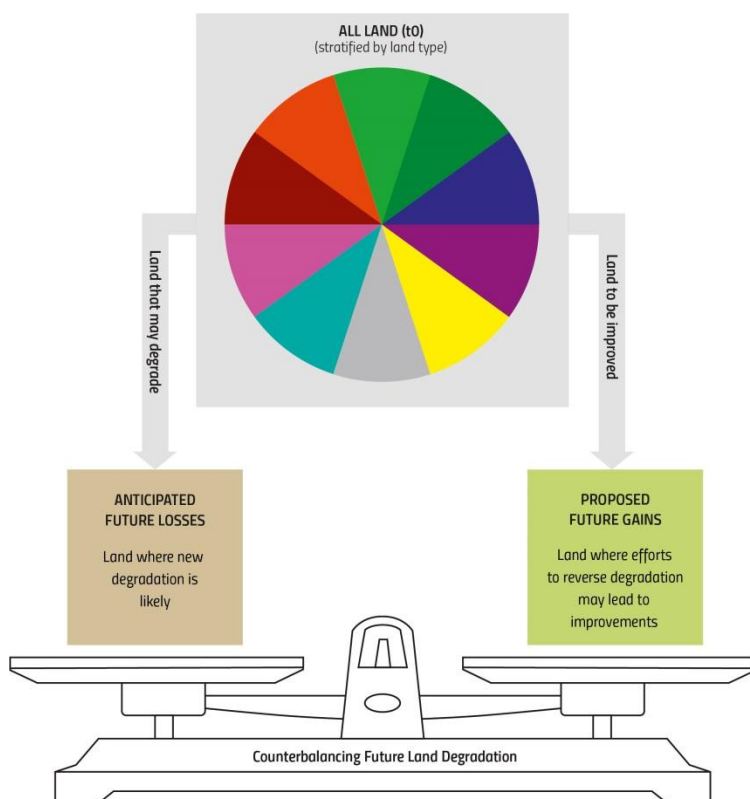 ALL LAND (t0)
(stratified by land type)
Land that may degrade
Land to be improved
ANTICIPATED
FUTURE LOSSES
Land where new
degradation is
likely
PROPOSED
FUTURE GAINS
Land where efforts
to reverse degradation
may lead to
improvements
Counterbalancing Future Land Degradation